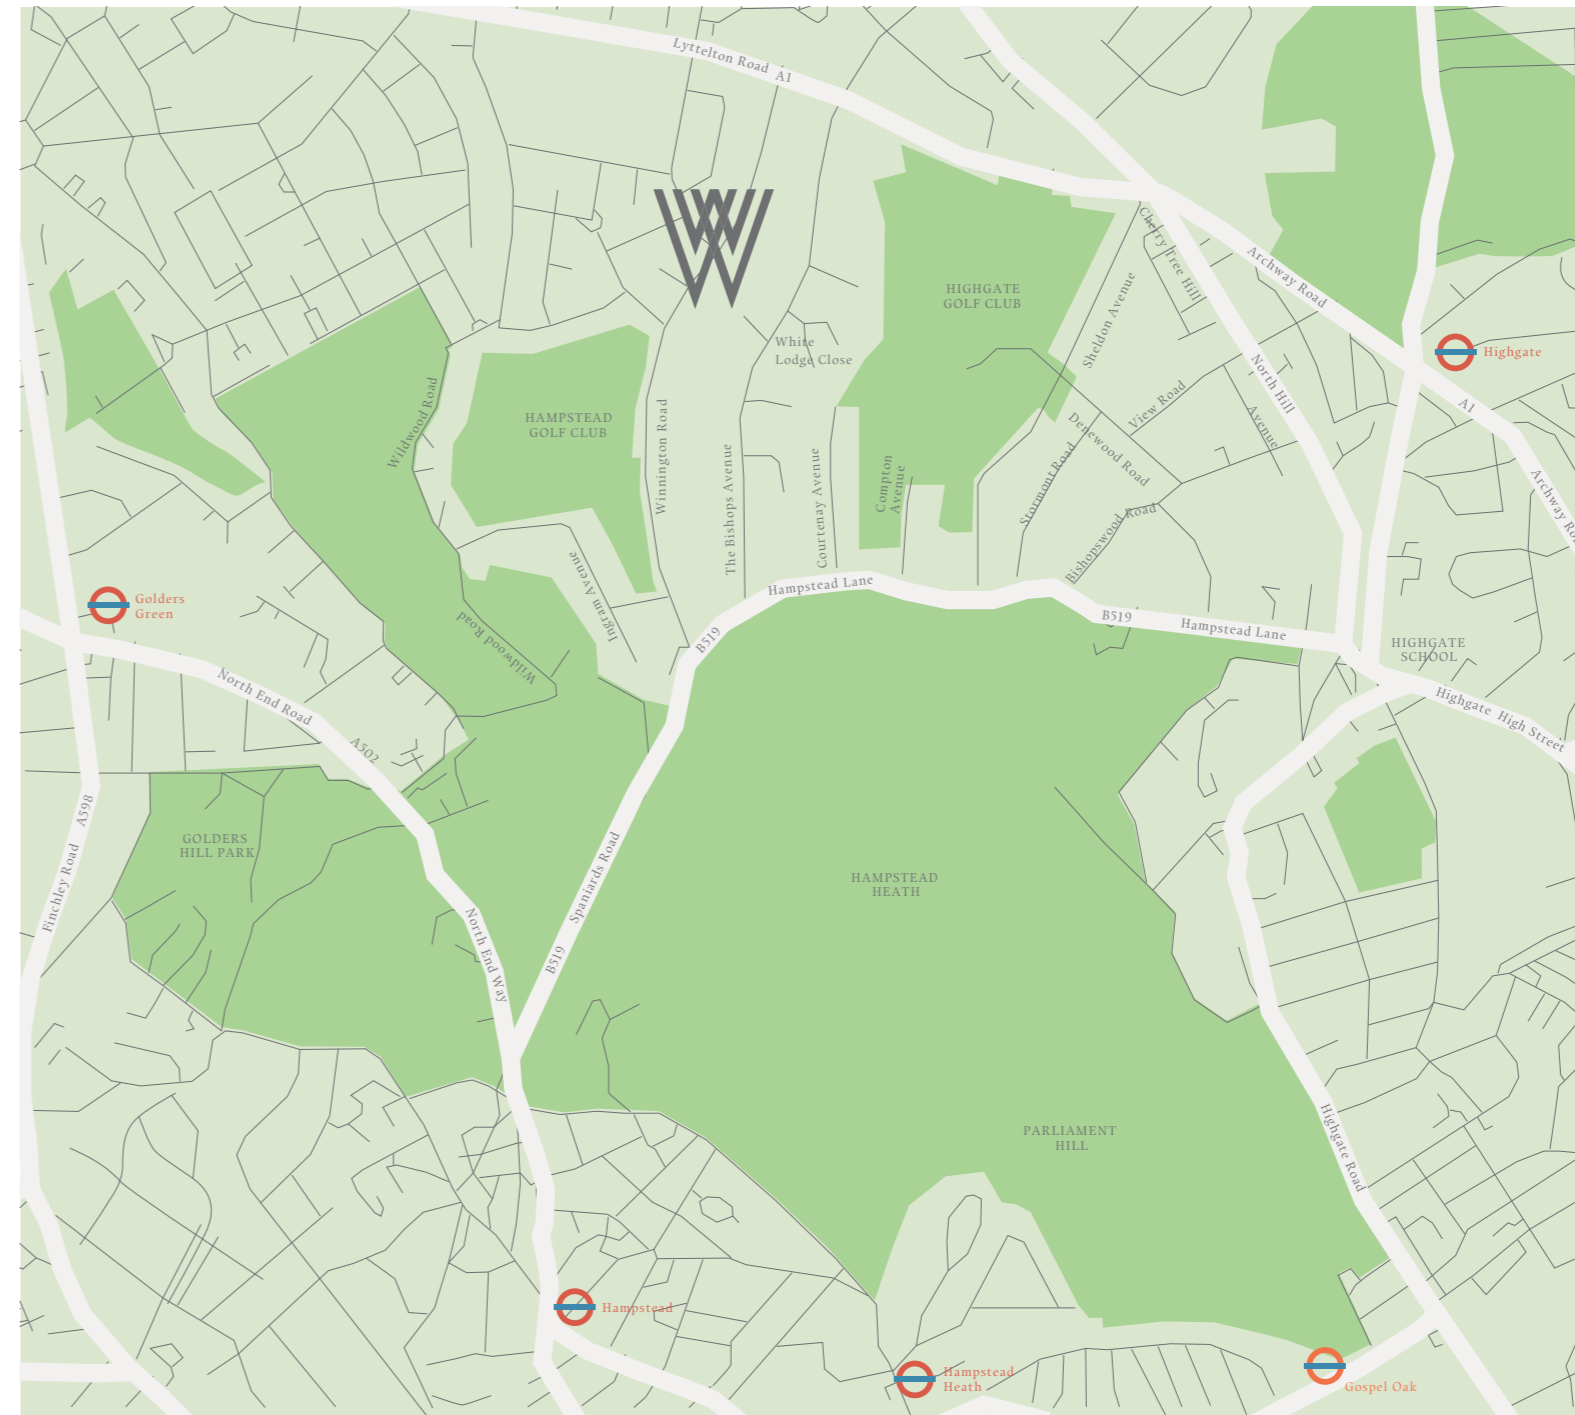 Lyttelton Road A1
Cherry Tree Hill
Archway Road
HIGHGATE
GOLF CLUB
Sheldon Avenue
White
Lodge Close
Highgate
North Hill
View Road
Avenue
A1
Denewood Road
Wildwood Road
HAMPSTEAD
GOLF CLUB
Winnington Road
The Bishops Avenue
Courtenay Avenue
Compton
Avenue
Stormont Road
Bishopswood Road
Archway Ro
Ingram Avenue
Hampstead Lane
Golders
Green
B519
B519
Hampstead Lane
HIGHGATE
SCHOOL
Wildwood Road
North End Road
A502
Highgate High Street
A598
Finchley Road
GOLDERS
HILL PARK
Spaniards Road
B519
North End Way
HAMPSTEAD
HEATH
PARLIAMENT
HILL
Highgate Road
Hampstead
Hampstead
Heath
Gospel Oak